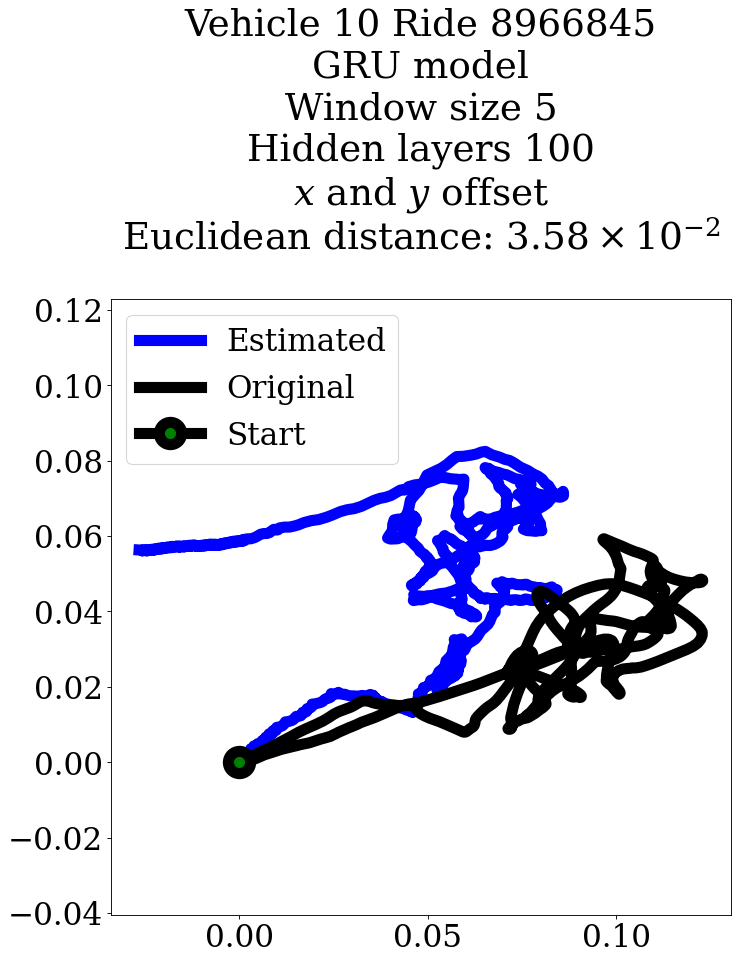 Vehicle 10 Ride 8966845
GRU model
Window size 5
Hidden layers 100
x and y offset
Euclidean distance: 3.58 × 10⁻²
Estimated
Original
Start
0.12
0.10
0.08
0.06
0.04
0.02
0.00
−0.02
−0.04
0.00 0.05 0.10